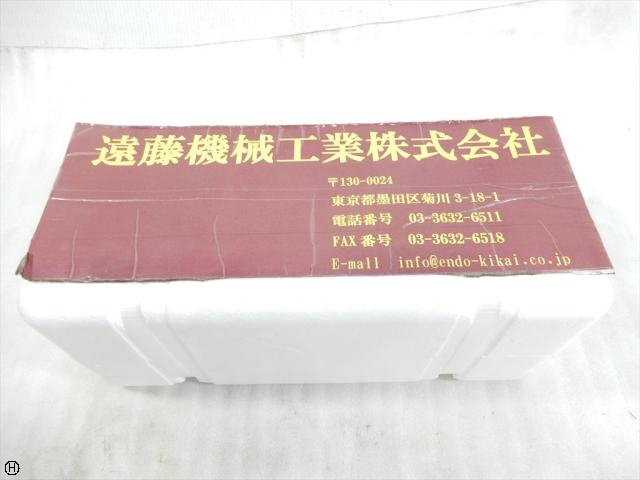 遠藤機械工業株式会社
〒130-0024
東京都墨田区菊川 3-18-1
電話番号 03-3632-6511
FAX 番号 03-3632-6518
E-mail info@endo-kikai.co.jp
H